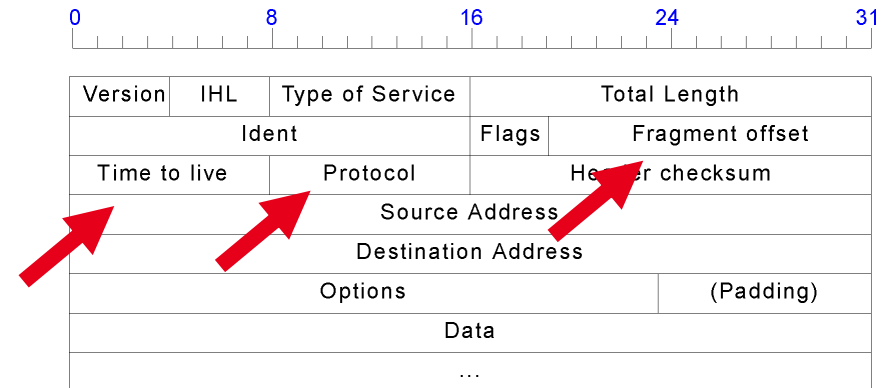 0 8 16 24 31
Version IHL Type of Service Total Length
Ident Flags Fragment offset
Time to live Protocol Header checksum
Source Address
Destination Address
Options (Padding)
Data
...